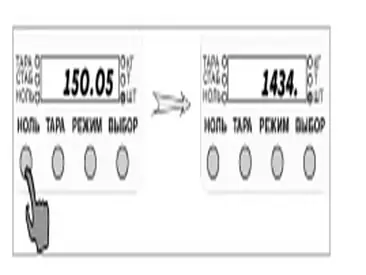 ТАРА КГ
СТАБ 150.05 Г
НОЛЬ ШТ
НОЛЬ ТАРА РЕЖИМ ВЫБОР
ТАРА КГ
СТАБ 1434. Г
НОЛЬ ШТ
НОЛЬ ТАРА РЕЖИМ ВЫБОР